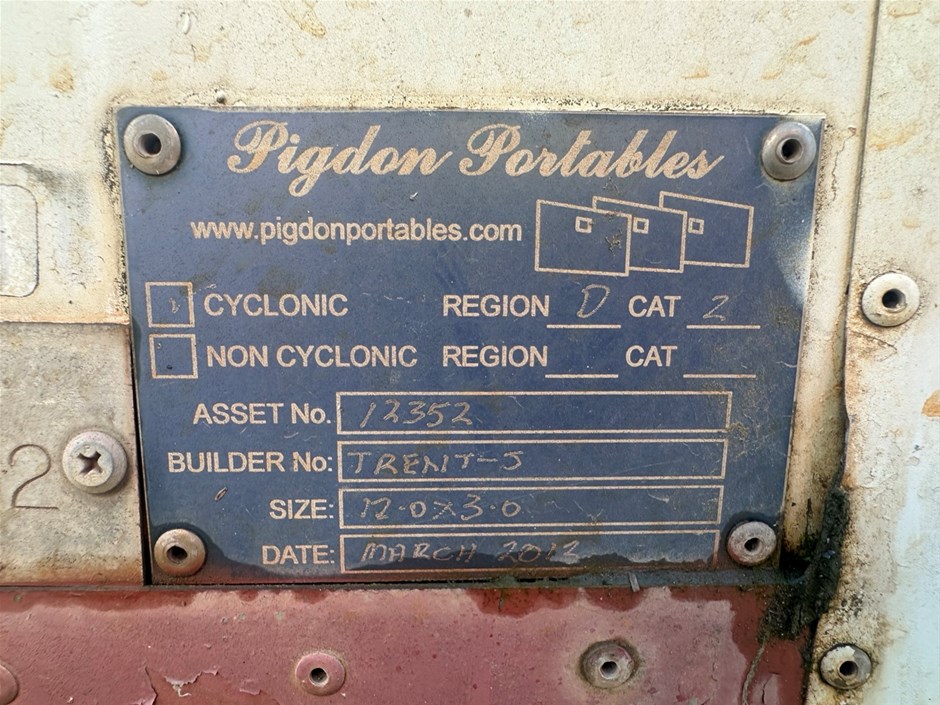 Pigdon Portables
www.pigdonportables.com
CYCLONIC REGION D CAT 2
NON CYCLONIC REGION CAT
ASSET No. 12352
2
BUILDER No: TRENT-J
SIZE: 12.0x3.0
DATE: MARCH 2012